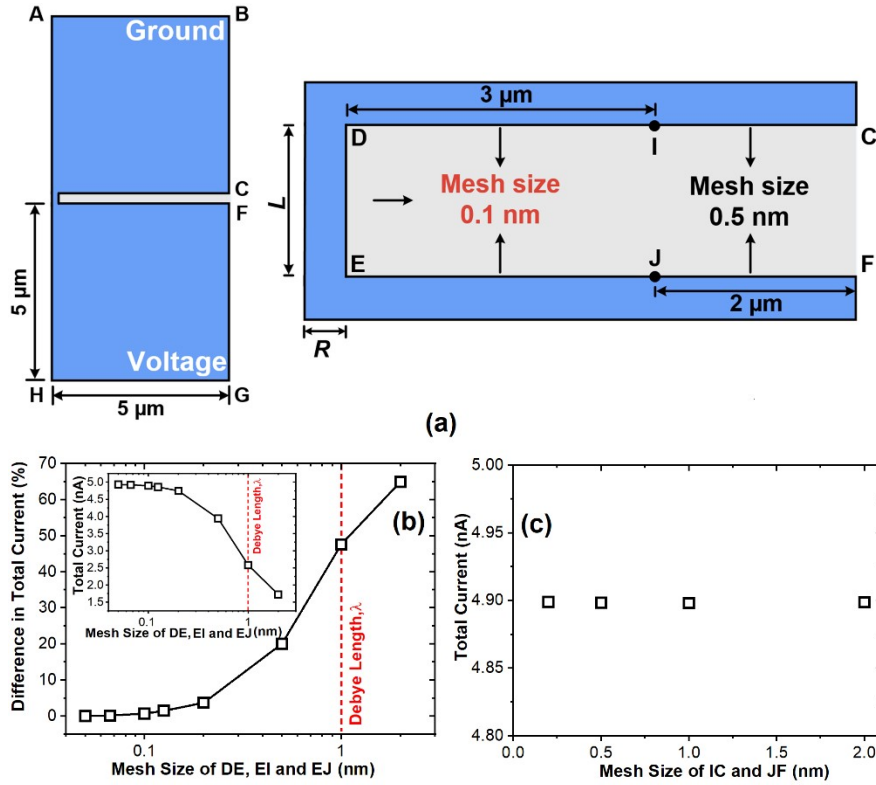 A
B
Ground
C
F
5 µm
Voltage
H
G
5 µm
3 µm
D
I
C
L
Mesh size
0.1 nm
Mesh size
0.5 nm
E
J
F
2 µm
R
(a)
Difference in Total Current (%)
70
60
50
40
30
20
10
0
0.1
1
Mesh Size of DE, EI and EJ (nm)
Debye Length,λ
(b)
Total Current (nA)
5.0
4.5
4.0
3.5
3.0
2.5
2.0
1.5
0.1
1
Mesh Size of DE, EI and EJ (nm)
Debye Length,λ
(c)
Total Current (nA)
5.00
4.95
4.90
4.85
4.80
0.0
0.5
1.0
1.5
2.0
Mesh Size of IC and JF (nm)